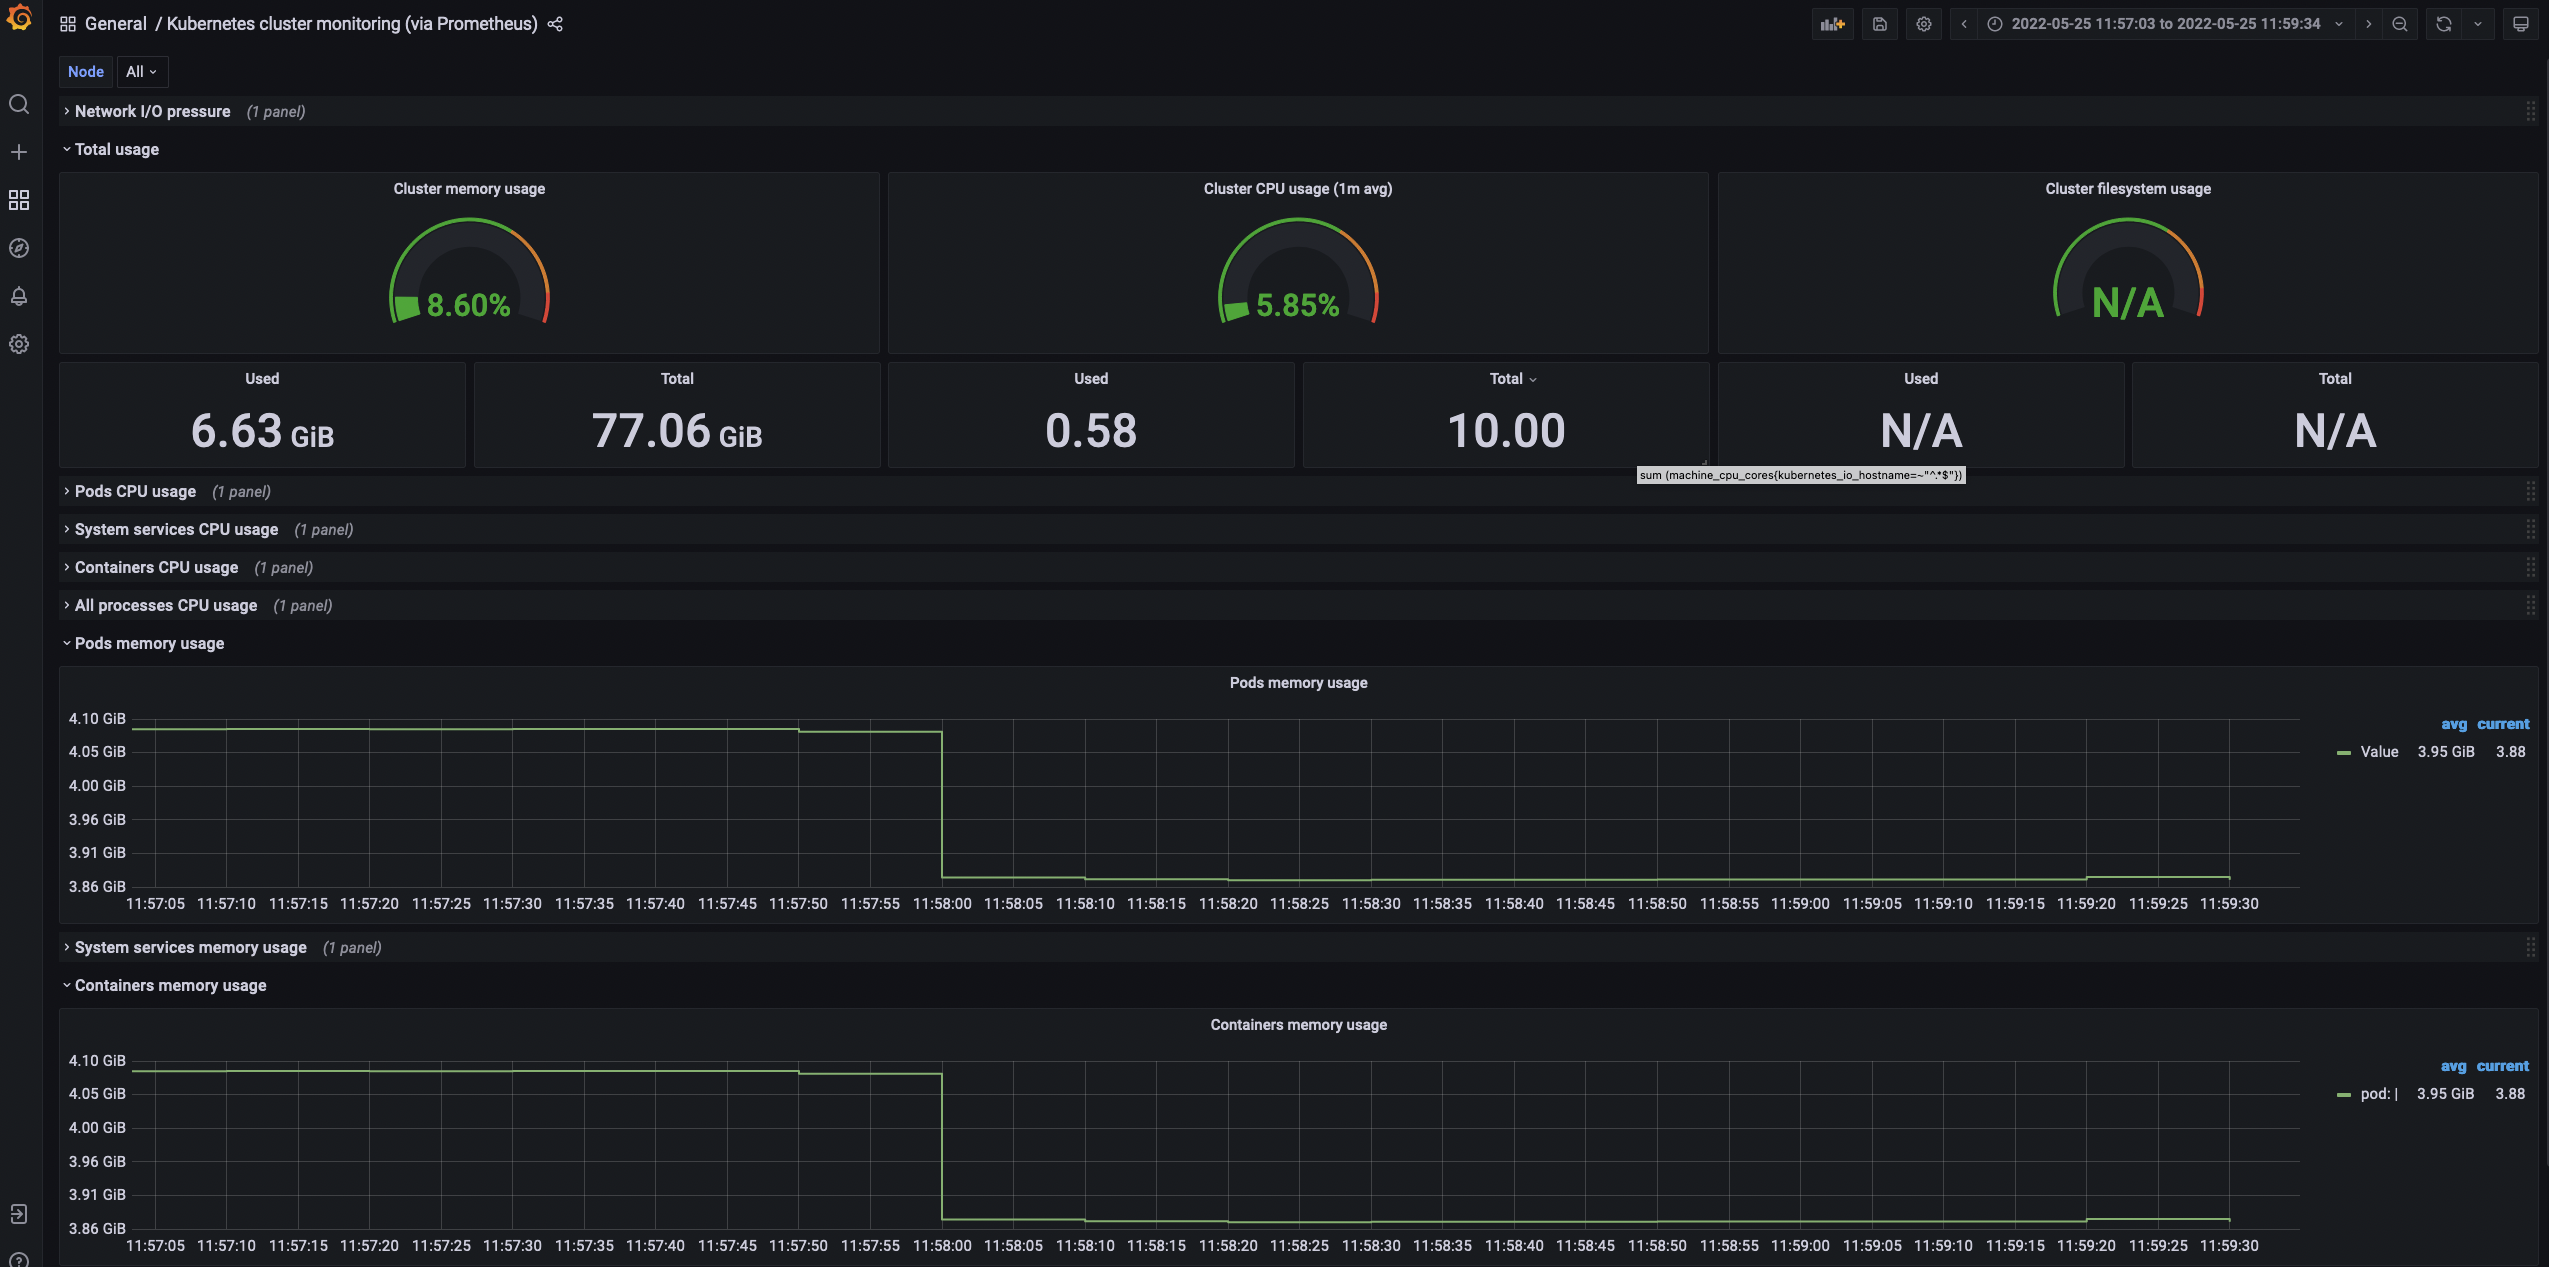 General / Kubernetes cluster monitoring (via Prometheus)
2022-05-25 11:57:03 to 2022-05-25 11:59:34
Node All
Network I/O pressure (1 panel)
Total usage
Cluster memory usage
8.60%
Cluster CPU usage (1m avg)
5.85%
Cluster filesystem usage
N/A
Used
6.63 GiB
Total
77.06 GiB
Used
0.58
Total
10.00
Used
N/A
Total
N/A
sum (machine_cpu_cores{kubernetes_io_hostname=~"^.*$"})
Pods CPU usage (1 panel)
System services CPU usage (1 panel)
Containers CPU usage (1 panel)
All processes CPU usage (1 panel)
Pods memory usage
Pods memory usage
4.10 GiB
4.05 GiB
4.00 GiB
3.96 GiB
3.91 GiB
3.86 GiB
11:57:05 11:57:10 11:57:15 11:57:20 11:57:25 11:57:30 11:57:35 11:57:40 11:57:45 11:57:50 11:57:55 11:58:00 11:58:05 11:58:10 11:58:15 11:58:20 11:58:25 11:58:30 11:58:35 11:58:40 11:58:45 11:58:50 11:58:55 11:59:00 11:59:05 11:59:10 11:59:15 11:59:20 11:59:25 11:59:30
avg current
Value 3.95 GiB 3.88
System services memory usage (1 panel)
Containers memory usage
Containers memory usage
4.10 GiB
4.05 GiB
4.00 GiB
3.96 GiB
3.91 GiB
3.86 GiB
11:57:05 11:57:10 11:57:15 11:57:20 11:57:25 11:57:30 11:57:35 11:57:40 11:57:45 11:57:50 11:57:55 11:58:00 11:58:05 11:58:10 11:58:15 11:58:20 11:58:25 11:58:30 11:58:35 11:58:40 11:58:45 11:58:50 11:58:55 11:59:00 11:59:05 11:59:10 11:59:15 11:59:20 11:59:25 11:59:30
avg current
pod: | 3.95 GiB 3.88